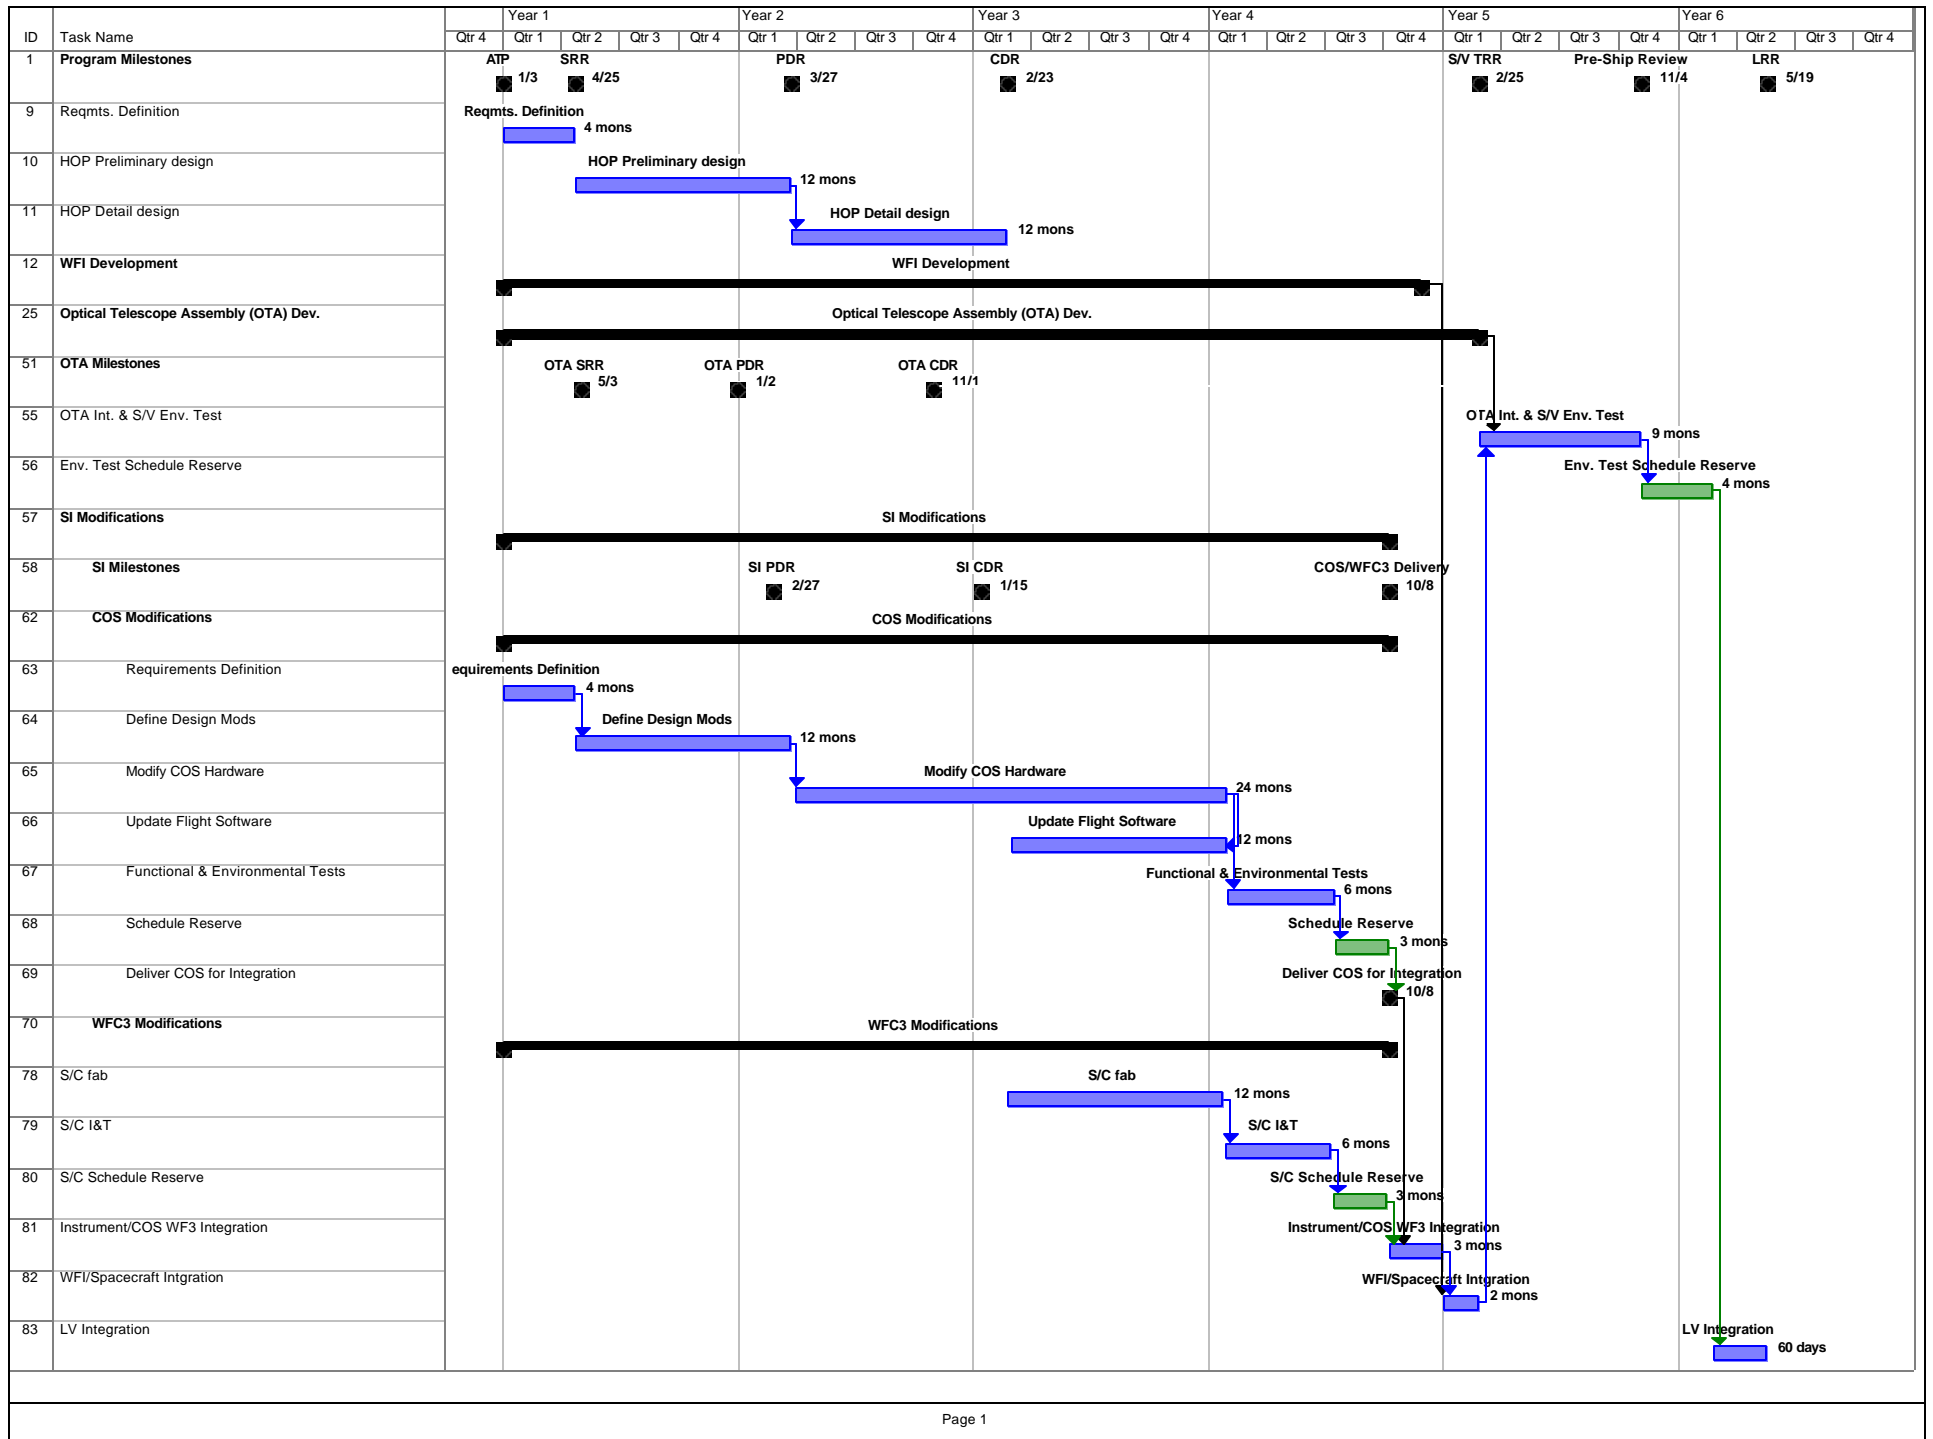 Year 1 Year 2 Year 3 Year 4 Year 5 Year 6
ID Task Name Qtr 4 Qtr 1 Qtr 2 Qtr 3 Qtr 4 Qtr 1 Qtr 2 Qtr 3 Qtr 4 Qtr 1 Qtr 2 Qtr 3 Qtr 4 Qtr 1 Qtr 2 Qtr 3 Qtr 4 Qtr 1 Qtr 2 Qtr 3 Qtr 4 Qtr 1 Qtr 2 Qtr 3 Qtr 4
1 Program Milestones ATP SRR PDR CDR S/V TRR Pre-Ship Review LRR
1/3 4/25 3/27 2/23 2/25 11/4 5/19
9 Reqmts. Definition Reqmts. Definition
4 mons
10 HOP Preliminary design HOP Preliminary design
12 mons
11 HOP Detail design HOP Detail design
12 mons
12 WFI Development WFI Development
25 Optical Telescope Assembly (OTA) Dev. Optical Telescope Assembly (OTA) Dev.
51 OTA Milestones OTA SRR OTA PDR OTA CDR
5/3 1/2 11/1
55 OTA Int. & S/V Env. Test OTA Int. & S/V Env. Test
9 mons
56 Env. Test Schedule Reserve Env. Test Schedule Reserve
4 mons
57 SI Modifications SI Modifications
58 SI Milestones SI PDR SI CDR COS/WFC3 Delivery
2/27 1/15 10/8
62 COS Modifications COS Modifications
63 Requirements Definition equirements Definition
4 mons
64 Define Design Mods Define Design Mods
12 mons
65 Modify COS Hardware Modify COS Hardware
24 mons
66 Update Flight Software Update Flight Software
12 mons
67 Functional & Environmental Tests Functional & Environmental Tests
6 mons
68 Schedule Reserve Schedule Reserve
3 mons
69 Deliver COS for Integration Deliver COS for Integration
10/8
70 WFC3 Modifications WFC3 Modifications
78 S/C fab S/C fab
12 mons
79 S/C I&T S/C I&T
6 mons
80 S/C Schedule Reserve S/C Schedule Reserve
3 mons
81 Instrument/COS WF3 Integration Instrument/COS WF3 Integration
3 mons
82 WFI/Spacecraft Intgration WFI/Spacecraft Intgration
2 mons
83 LV Integration LV Integration
60 days
Page 1